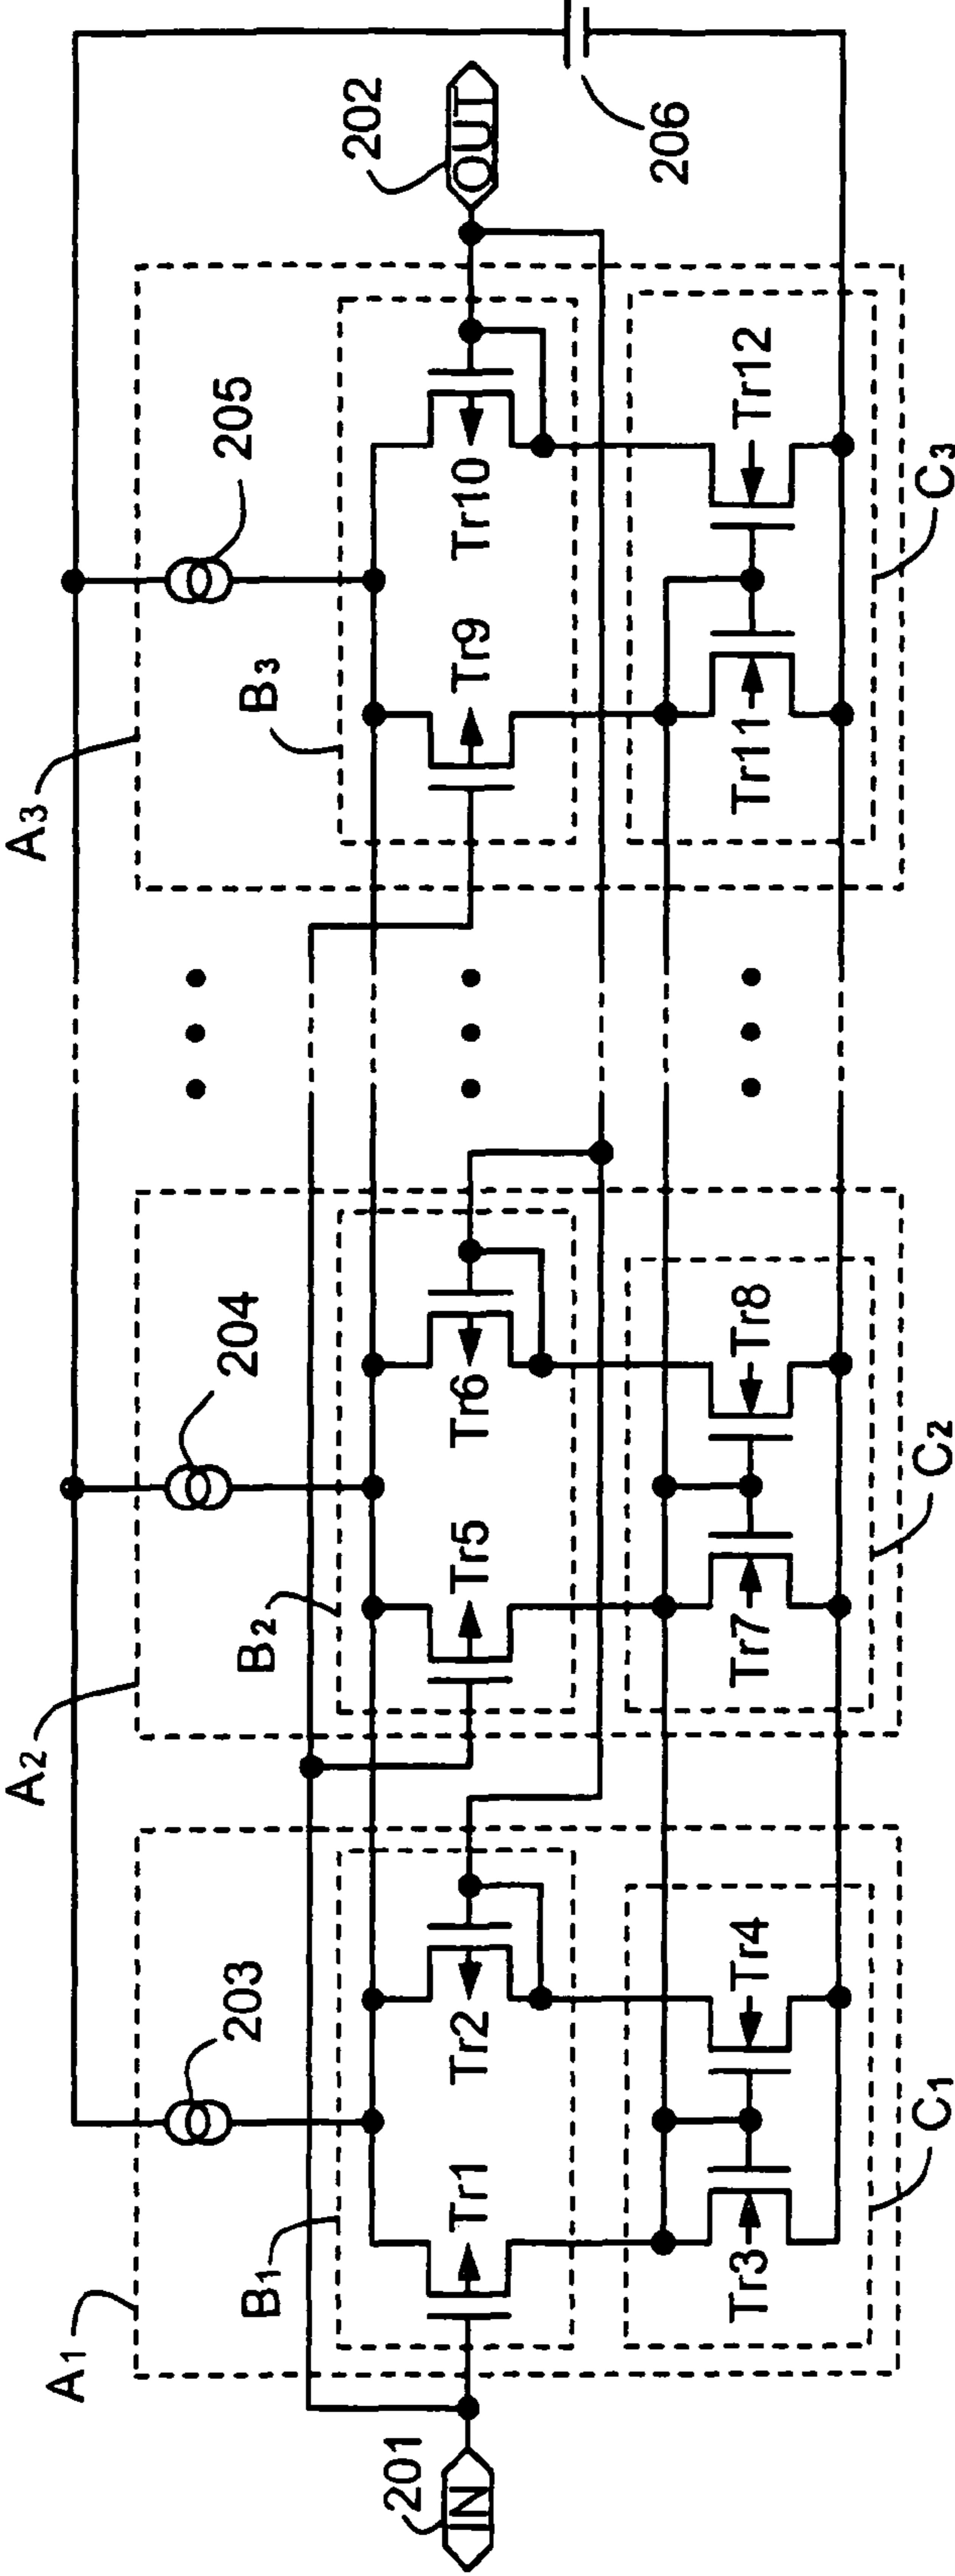 A1
A2
A3
203
204
205
B1
B2
B3
202
201
IN
Tr1
Tr2
Tr5
Tr6
Tr9
Tr10
OUT
206
Tr3
Tr4
Tr7
Tr8
Tr11
Tr12
C1
C2
C3